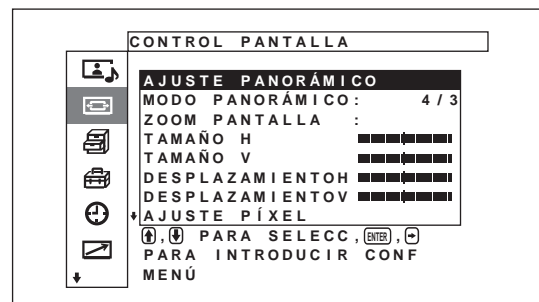 CONTROL PANTALLA
AJUSTE PANORÁMICO
MODO PANORÁMICO: 4/3
ZOOM PANTALLA :
TAMAÑO H
TAMAÑO V
DESPLAZAMIENTOH
DESPLAZAMIENTOV
AJUSTE PÍXEL
, PARA SELECC, ENTER,
PARA INTRODUCIR CONF
MENÚ